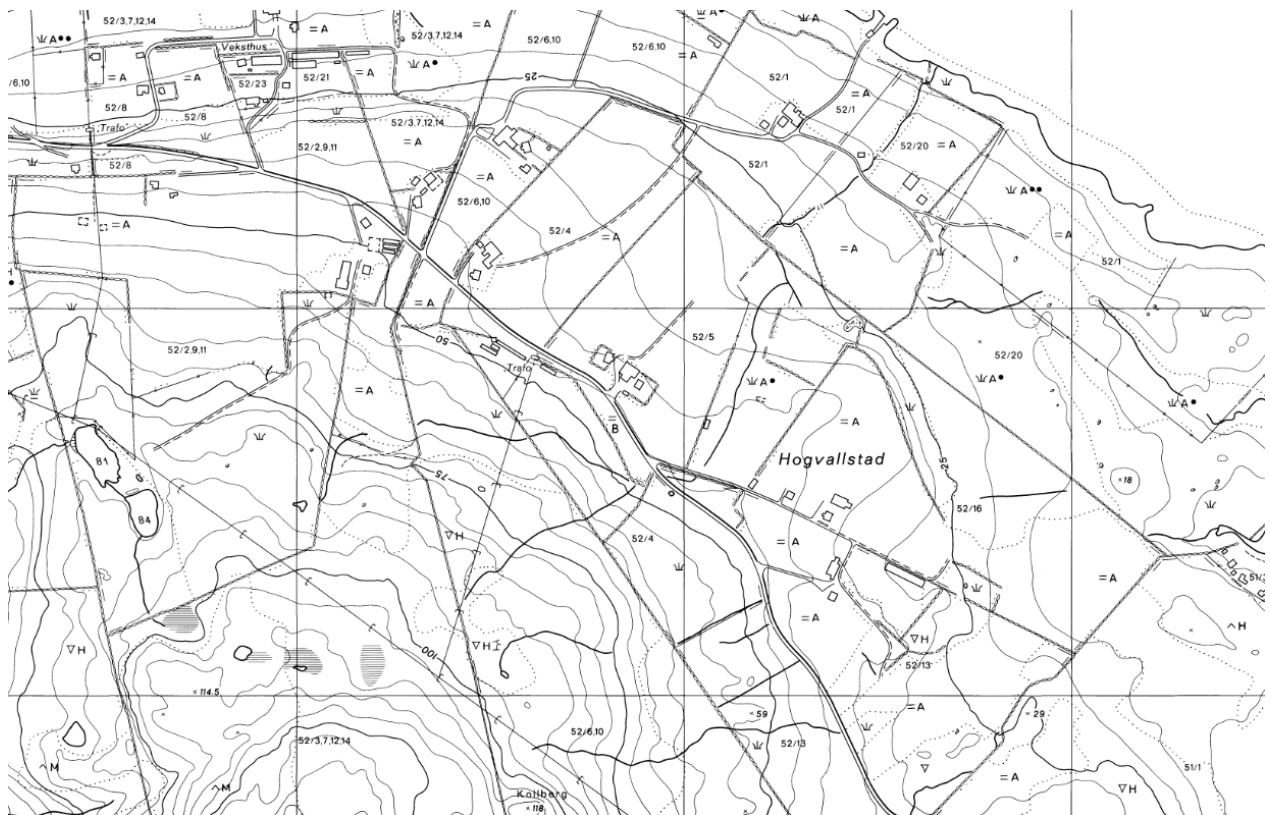 52/3,7,12,14
A
A
52/3,7,12,14
A
52/6,10
52/6,10
A
A
A
Veksthus
52/1
/6,10
A
A
52/23
52/21
A
A
25
A
52/1
52/8
52/8
52/3,7,12,14
Trafo
52/2,9,11
A
52/20
A
52/8
52/1
A
A
52/6,10
A
52/4
A
A
A
52/1
H
A
50
52/2,9,11
Trafo
52/5
52/20
A
A
A
A
B
A
Hogvallstad
25
81
75
18
84
H
52/4
52/16
A
A
51/
A
H
H
H
H
100
52/13
114.5
A
59
29
52/3,7,12,14
52/6,10
52/13
M
M
A
51/1
H
Kollberg
118